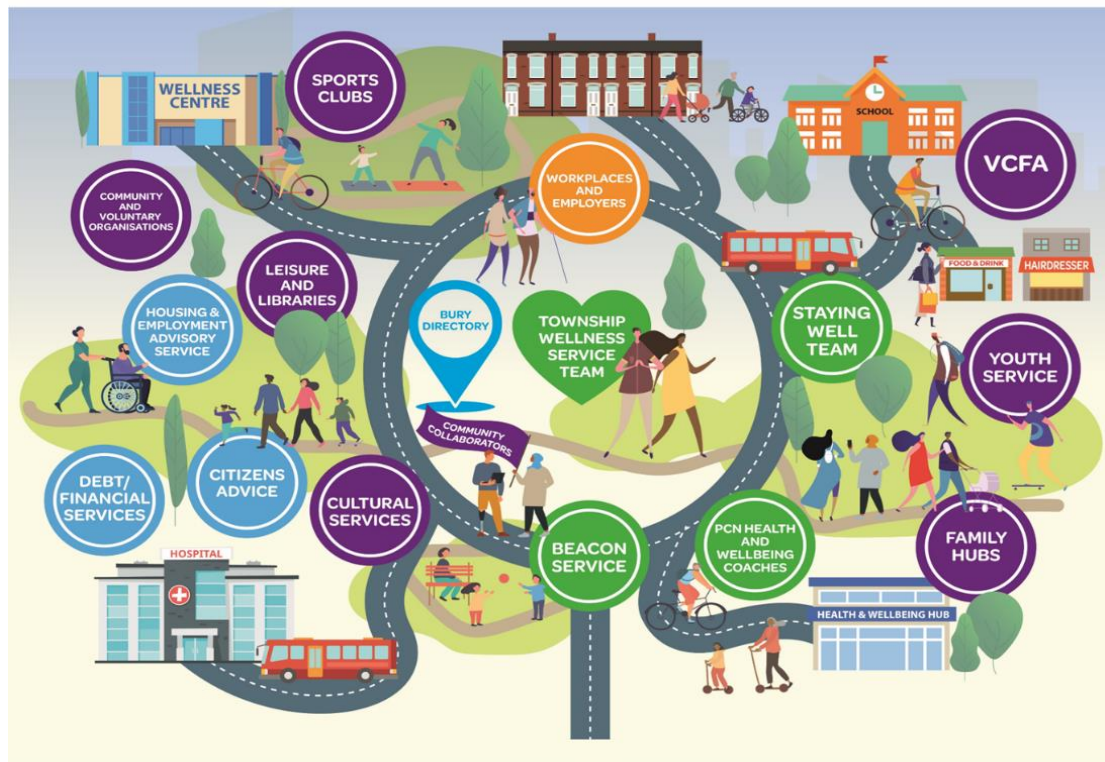 WELLNESS
CENTRE
SPORTS
CLUBS
SCHOOL
VCFA
WORKPLACES
AND
EMPLOYERS
COMMUNITY
AND
VOLUNTARY
ORGANISATIONS
LEISURE
AND
LIBRARIES
FOOD & DRINK
HAIRDRESSER
HOUSING &
EMPLOYMENT
ADVISORY
SERVICE
BURY
DIRECTORY
TOWNSHIP
WELLNESS
SERVICE
TEAM
STAYING
WELL
TEAM
YOUTH
SERVICE
COMMUNITY
COLLABORATORS
DEBT/
FINANCIAL
SERVICES
CITIZENS
ADVICE
CULTURAL
SERVICES
BEACON
SERVICE
PCN HEALTH
AND
WELLBEING
COACHES
FAMILY
HUBS
HOSPITAL
HEALTH & WELLBEING HUB